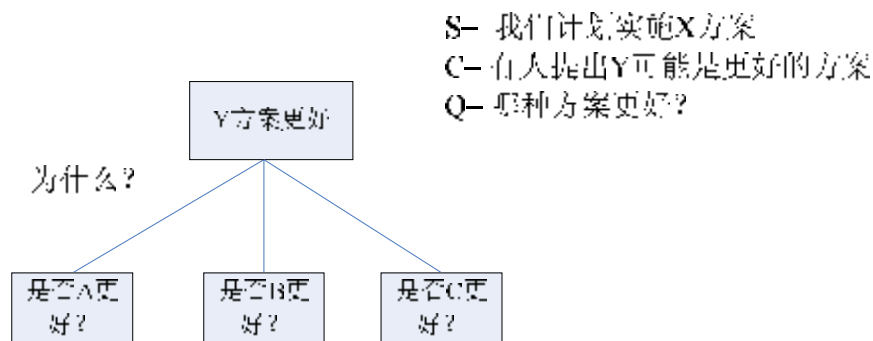 S– 我们计划实施X方案
C– 有人提出Y可能是更好的方案
Q– 哪种方案更好?
Y方案更好
为什么?
是否A更
好?
是否B更
好?
是否C更
好?